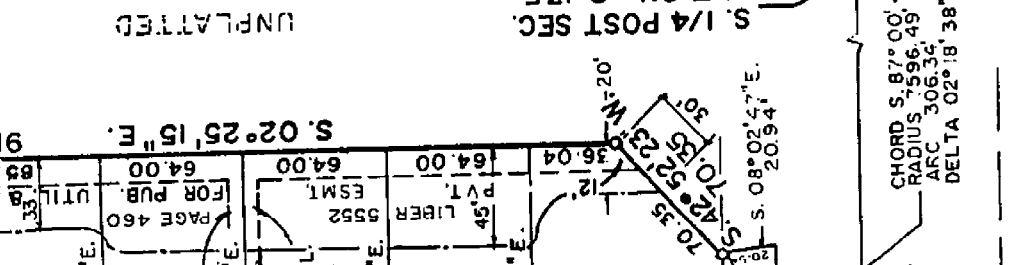 UNPLATTED
S. 1/4 POST SEC.
S. 02° 25' 15" E.
W=20'
36.04
64.00
64.00
64.00
85
12'
PVT. ESMT.
FOR PUB. UTIL &
LIBER 5552 PAGE 460
45'
33'
30'
S. 42° 52' 23" W
70.35
70.35
S. 08° 02' 47" E.
20.94'
"E.
"E.
L.
"E.
"E.
CHORD S. 87° 00'
RADIUS 7596.49'
ARC 306.34'
DELTA 02° 18' 38"